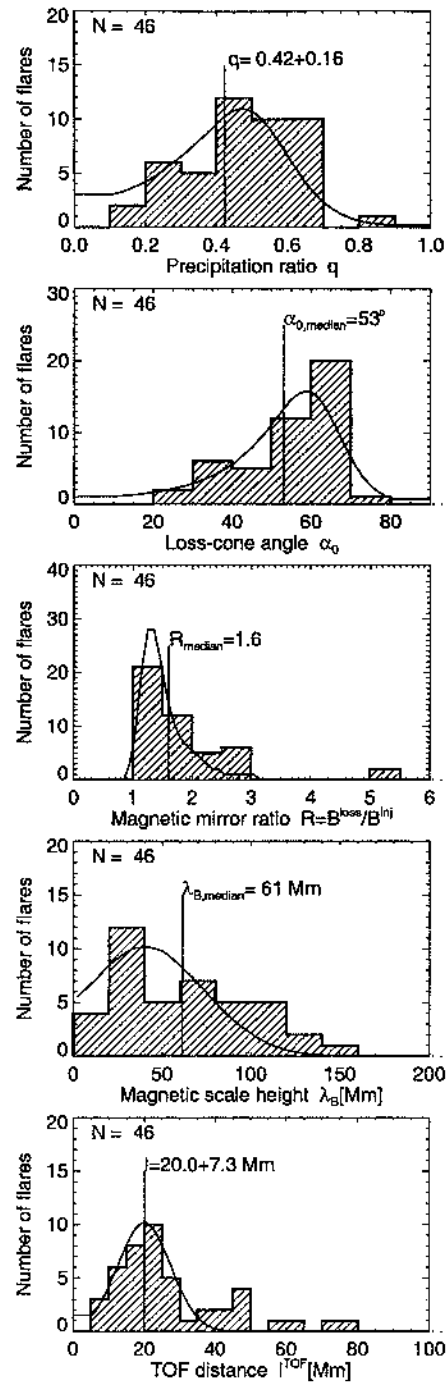 N = 46
q= 0.42+0.16
Number of flares
20
15
10
5
0
0.0 0.2 0.4 0.6 0.8 1.0
Precipitation ratio q
N = 46
α0,median=53°
Number of flares
30
20
10
0
20 40 60 80
Loss-cone angle α0
N = 46
Rmedian=1.6
Number of flares
40
30
20
10
0
0 1 2 3 4 5 6
Magnetic mirror ratio R=B^loss/B^inj
N = 46
λB,median= 61 Mm
Number of flares
20
15
10
5
0
0 50 100 150 200
Magnetic scale height λB[Mm]
N = 46
l=20.0+7.3 Mm
Number of flares
20
15
10
5
0
0 20 40 60 80 100
TOF distance l^TOF[Mm]